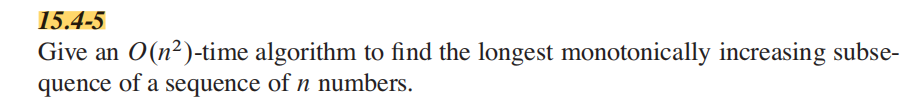 15.4-5
Give an O(n²)-time algorithm to find the longest monotonically increasing subse-
quence of a sequence of n numbers.